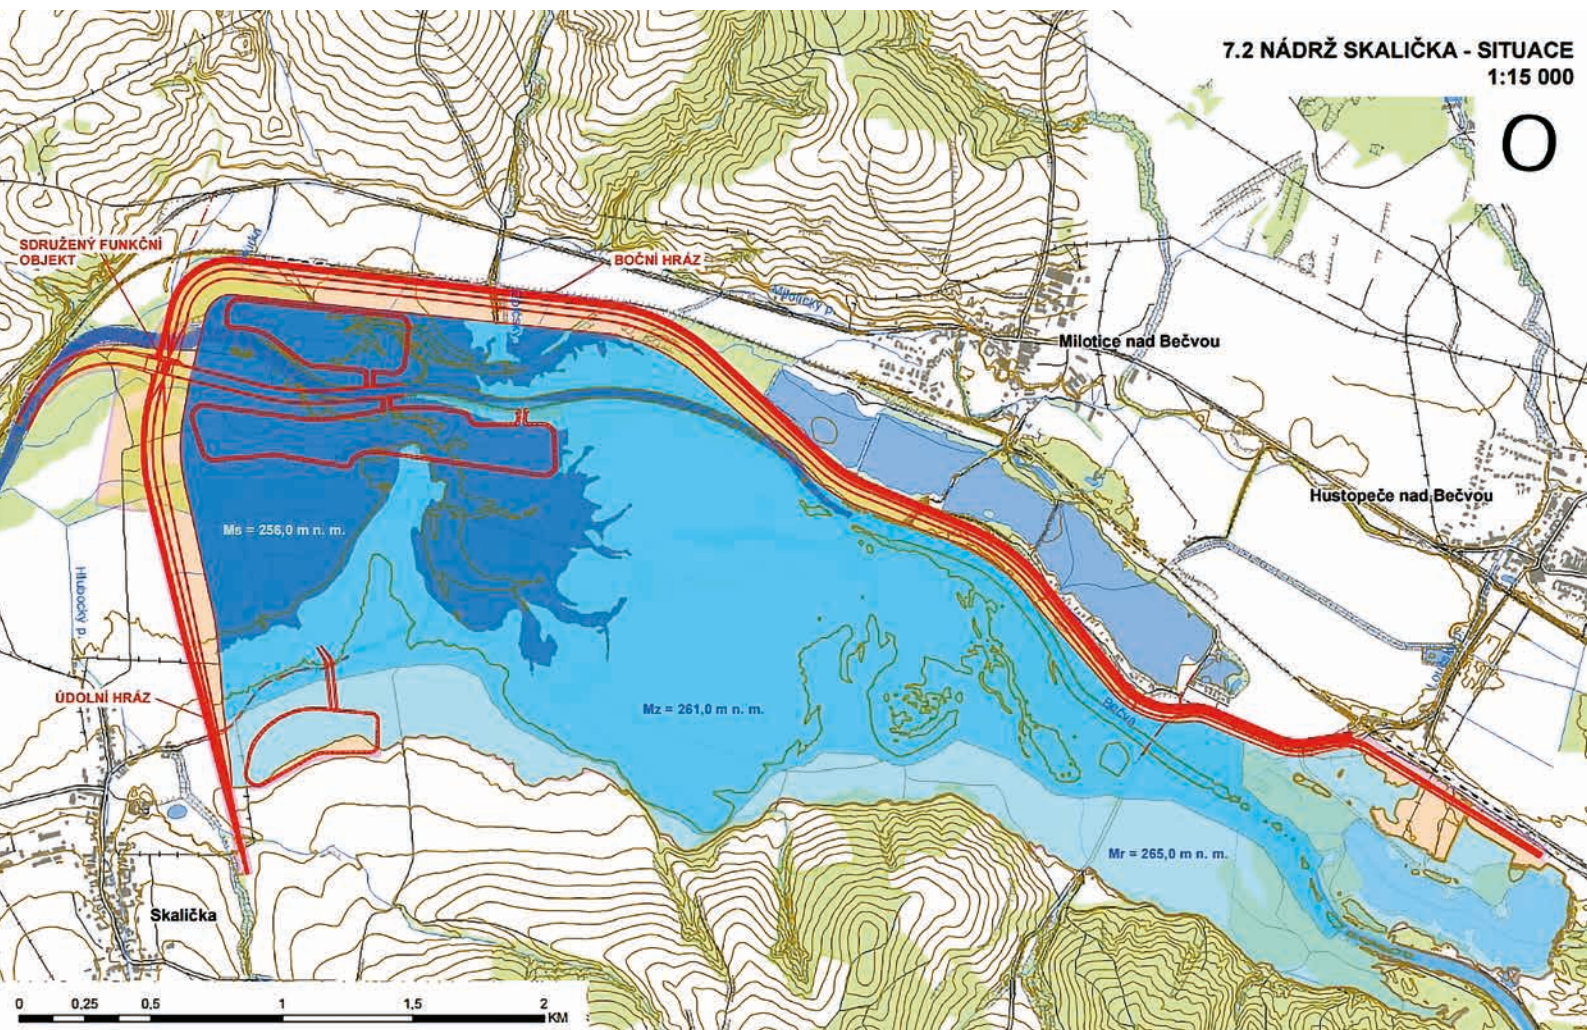 7.2 NÁDRŽ SKALIČKA - SITUACE
1:15 000
O
SDRUŽENÝ FUNKČNÍ
OBJEKT
BOČNÍ HRÁZ
Milotický p.
Milotice nad Bečvou
Hustopeče nad Bečvou
Ms = 256,0 m n. m.
Hlubocký p.
ÚDOLNÍ HRÁZ
Mz = 261,0 m n. m.
Bečva
Mr = 265,0 m n. m.
Skalička
0 0,25 0,5 1 1,5 2
KM